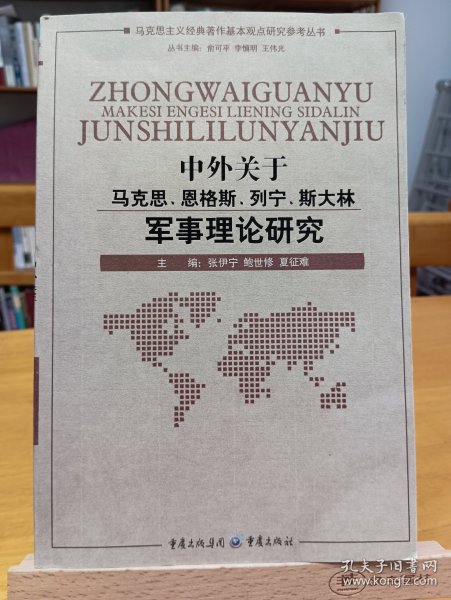 马克思主义经典著作基本观点研究参考丛书
丛书主编:俞可平 李慎明 王伟光
ZHONGWAIGUANYU
MAKESI ENGESI LIENING SIDALIN
JUNSHILILUNYANJIU
中外关于
马克思、恩格斯、列宁、斯大林
军事理论研究
主 编:张伊宁 鲍世修 夏征难
重庆出版集团 重庆出版社
孔夫子旧书网
www.kongfz.com